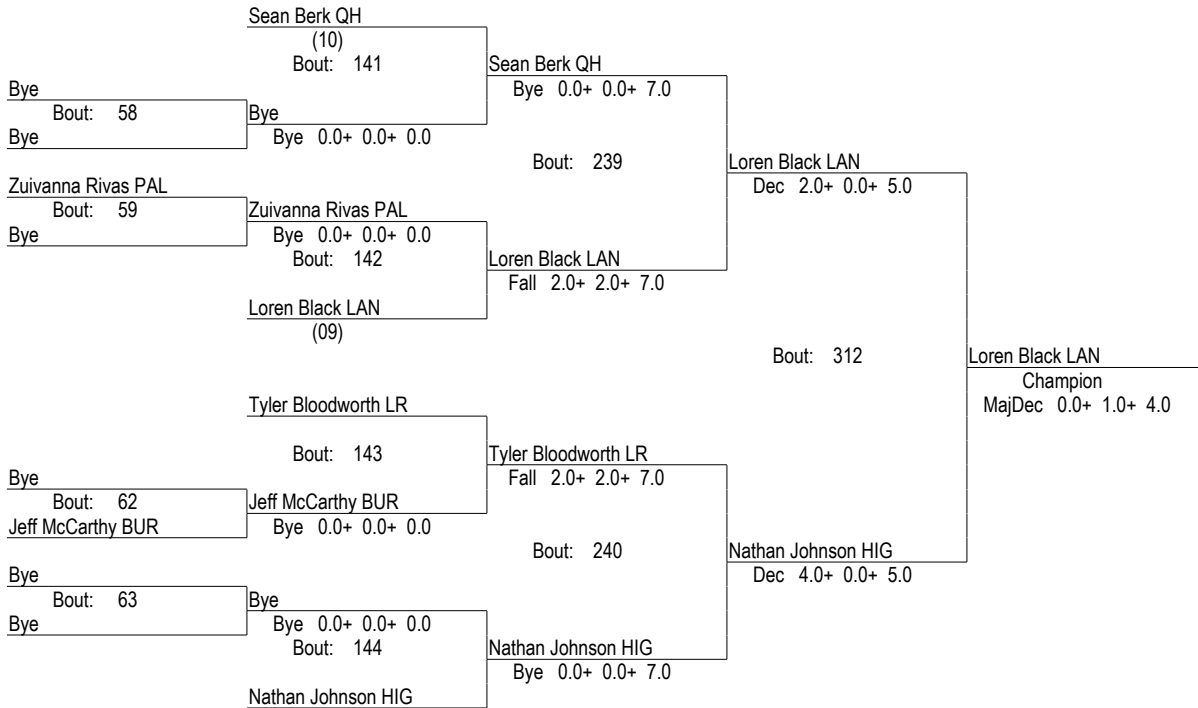 Sean Berk QH
(10)
Bout: 141
Sean Berk QH
Bye 0.0+ 0.0+ 7.0
Bye
Bout: 58
Bye
Bye
Bye 0.0+ 0.0+ 0.0
Bout: 239
Loren Black LAN
Dec 2.0+ 0.0+ 5.0
Zuivanna Rivas PAL
Bout: 59
Bye
Zuivanna Rivas PAL
Bye 0.0+ 0.0+ 0.0
Bout: 142
Loren Black LAN
Fall 2.0+ 2.0+ 7.0
Loren Black LAN
(09)
Bout: 312
Loren Black LAN
Champion
MajDec 0.0+ 1.0+ 4.0
Tyler Bloodworth LR
Bout: 143
Tyler Bloodworth LR
Fall 2.0+ 2.0+ 7.0
Bye
Bout: 62
Jeff McCarthy BUR
Jeff McCarthy BUR
Bye 0.0+ 0.0+ 0.0
Bout: 240
Nathan Johnson HIG
Dec 4.0+ 0.0+ 5.0
Bye
Bout: 63
Bye
Bye
Bye 0.0+ 0.0+ 0.0
Bout: 144
Nathan Johnson HIG
Bye 0.0+ 0.0+ 7.0
Nathan Johnson HIG